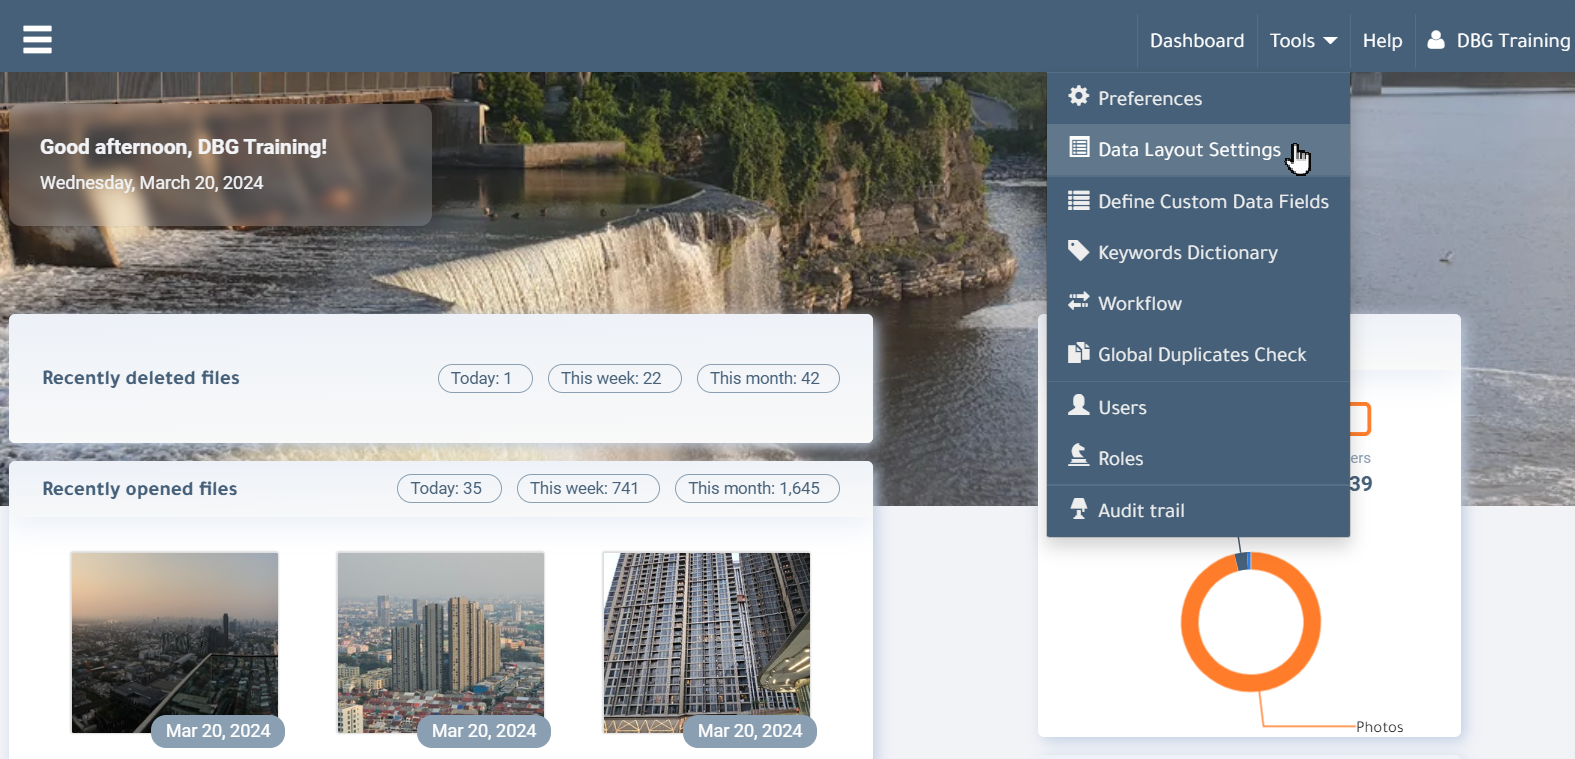 Dashboard
Tools
Help
DBG Training
Preferences
Data Layout Settings
Define Custom Data Fields
Keywords Dictionary
Workflow
Global Duplicates Check
Users
Roles
Audit trail
Good afternoon, DBG Training!
Wednesday, March 20, 2024
Recently deleted files
Today: 1
This week: 22
This month: 42
Recently opened files
Today: 35
This week: 741
This month: 1,645
Mar 20, 2024
Mar 20, 2024
Mar 20, 2024
ers
39
Photos